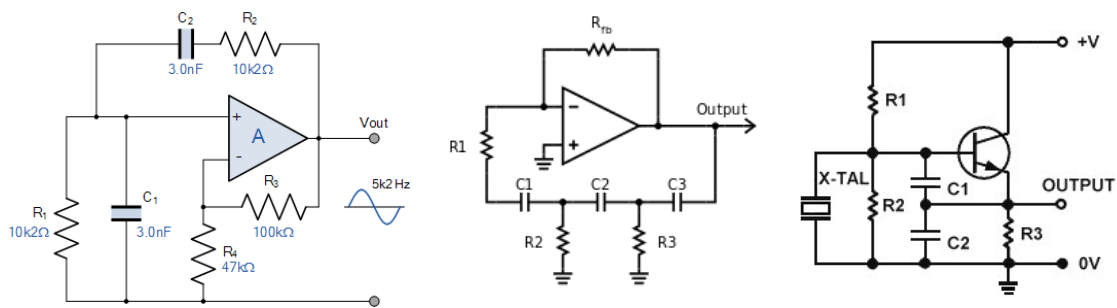 C2
R2
3.0nF
10k2Ω
+
A
-
Vout
R3
100kΩ
5k2 Hz
R1
10k2Ω
C1
3.0nF
R4
47kΩ
Rfb
−
+
Output
R1
C1
C2
C3
R2
R3
+V
R1
X-TAL
R2
C1
C2
OUTPUT
R3
0V